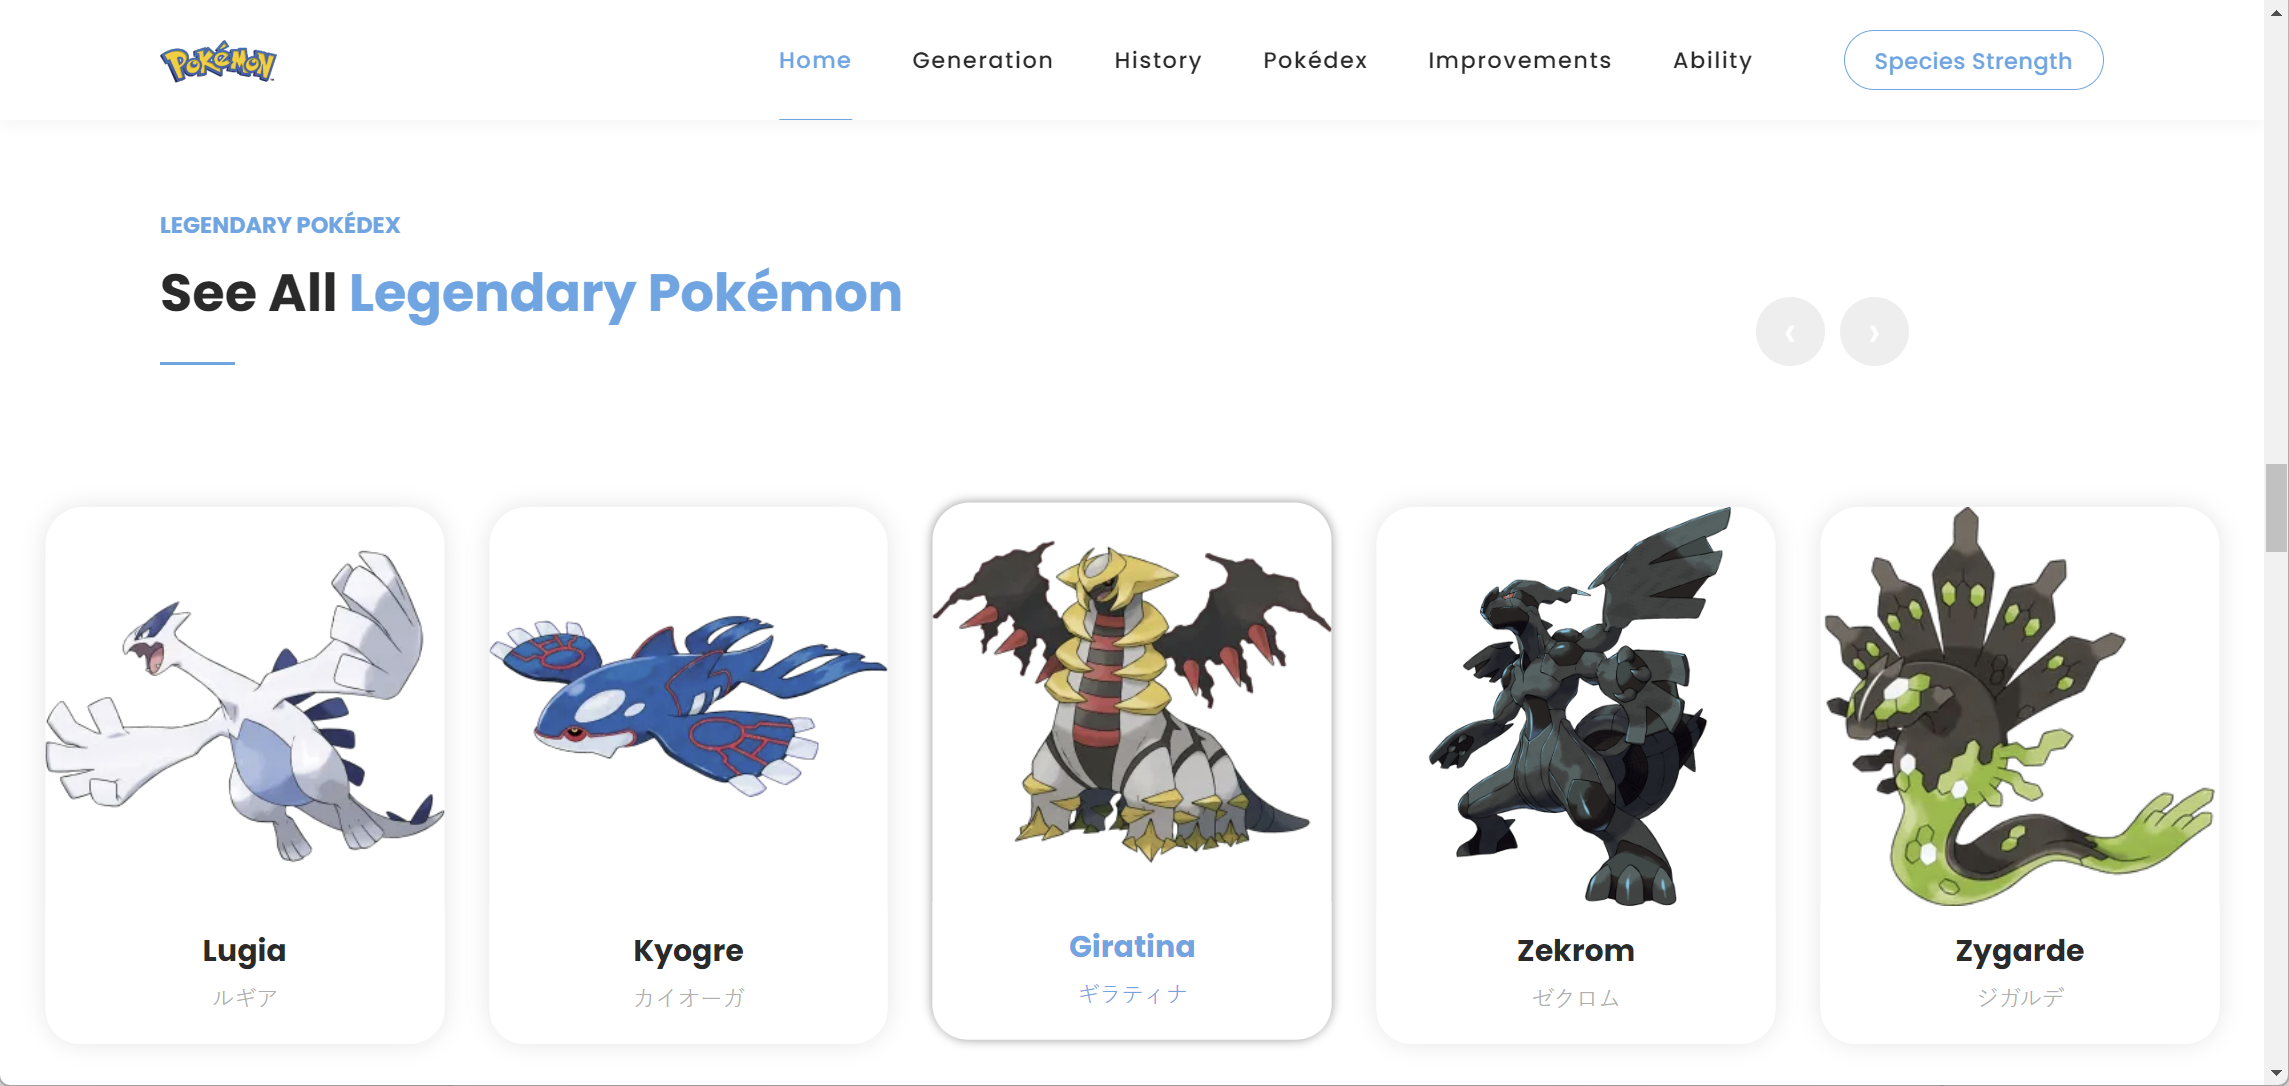 Pokémon
Home Generation History Pokédex Improvements Ability Species Strength
LEGENDARY POKÉDEX
See All Legendary Pokémon
‹ ›
Lugia
ルギア
Kyogre
カイオーガ
Giratina
ギラティナ
Zekrom
ゼクロム
Zygarde
ジガルデ